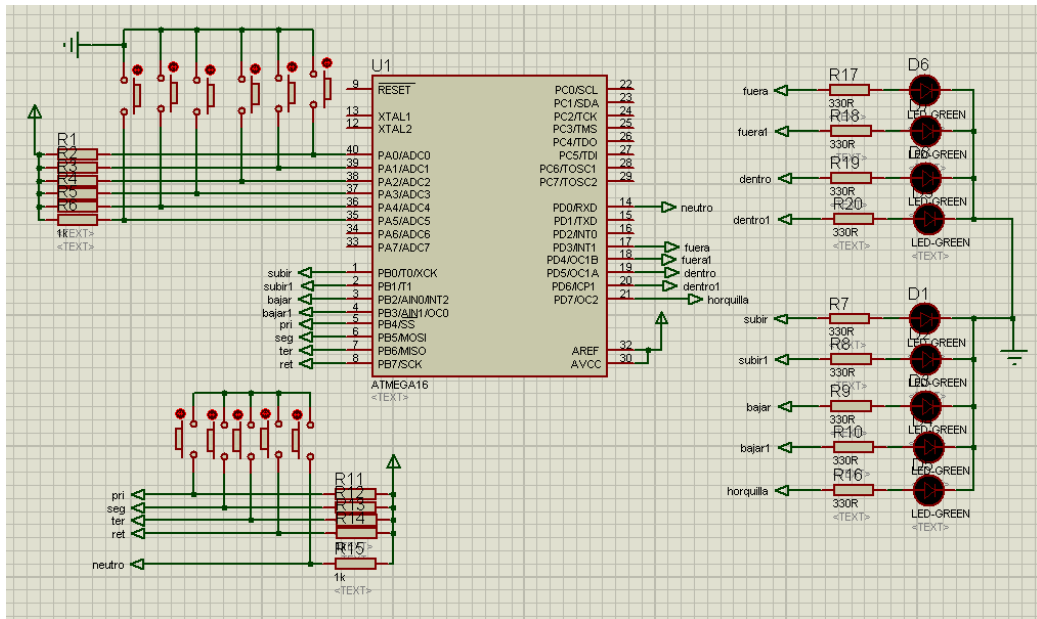 U1
9 RESET
13 XTAL1
12 XTAL2
40 PA0/ADC0
39 PA1/ADC1
38 PA2/ADC2
37 PA3/ADC3
36 PA4/ADC4
35 PA5/ADC5
34 PA6/ADC6
33 PA7/ADC7
subir 1 PB0/T0/XCK
subir1 2 PB1/T1
bajar 3 PB2/AIN0/INT2
bajar1 4 PB3/AIN1/OC0
pri 5 PB4/SS
seg 6 PB5/MOSI
ter 7 PB6/MISO
ret 8 PB7/SCK
PC0/SCL 22
PC1/SDA 23
PC2/TCK 24
PC3/TMS 25
PC4/TDO 26
PC5/TDI 27
PC6/TOSC1 28
PC7/TOSC2 29
PD0/RXD 14 neutro
PD1/TXD 15
PD2/INT0 16
PD3/INT1 17 fuera
PD4/OC1B 18 fuera1
PD5/OC1A 19 dentro
PD6/ICP1 20 dentro1
PD7/OC2 21 horquilla
AREF 32
AVCC 30
ATMEGA16
<TEXT>
R1
R2
R3
R4
R5
R6
1k
<TEXT>
R11
R12
R13
R14
pri
seg
ter
ret
R15
neutro
1k
<TEXT>
R17 D6
fuera
330R LED-GREEN
R18
fuera1
330R LED-GREEN
R19
dentro
330R
R20
dentro1
330R LED-GREEN
<TEXT> <TEXT>
R7 D1
subir
330R
R8
subir1
330R LED-GREEN
R9
bajar
330R LED-GREEN
R10
bajar1
330R LED-GREEN
R16
horquilla
330R LED-GREEN
<TEXT> <TEXT>